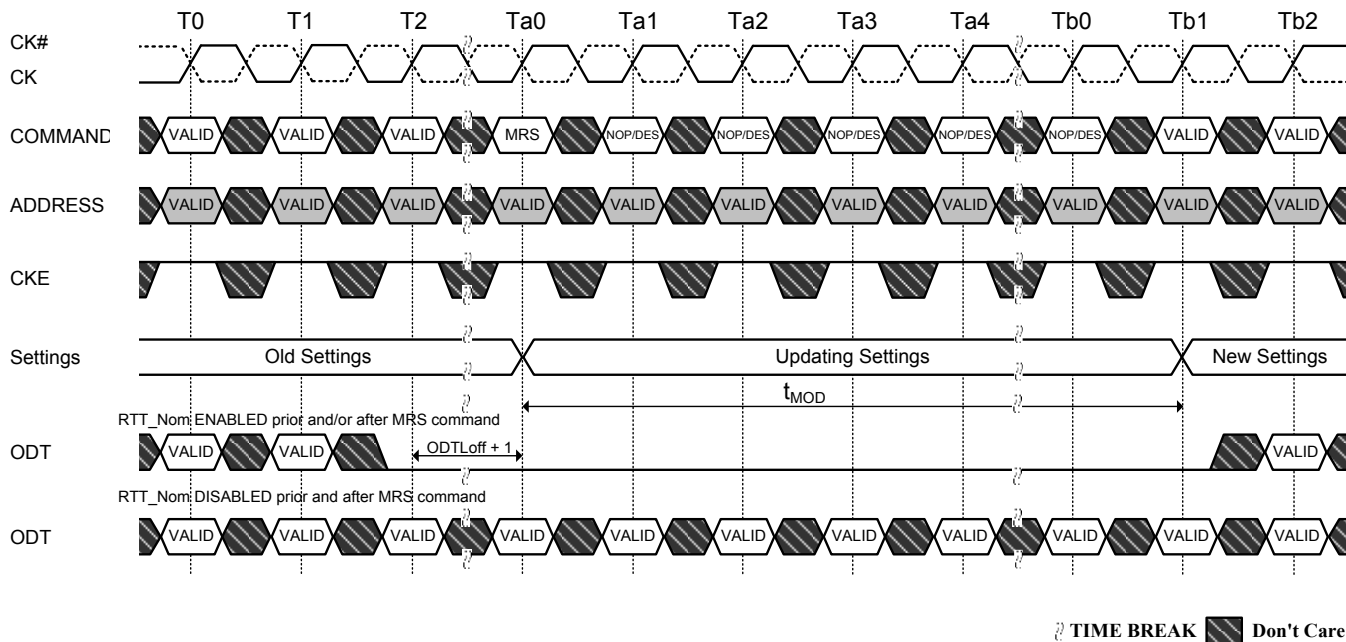 T0 T1 T2 Ta0 Ta1 Ta2 Ta3 Ta4 Tb0 Tb1 Tb2
CK#
CK
COMMAND VALID VALID VALID MRS NOP/DES NOP/DES NOP/DES NOP/DES NOP/DES VALID VALID
ADDRESS VALID VALID VALID VALID VALID VALID VALID VALID VALID VALID VALID
CKE
Settings Old Settings Updating Settings New Settings
tMOD
RTT_Nom ENABLED prior and/or after MRS command
ODT VALID VALID ODTLoff + 1 VALID
RTT_Nom DISABLED prior and after MRS command
ODT VALID VALID VALID VALID VALID VALID VALID VALID VALID VALID VALID
TIME BREAK Don't Care